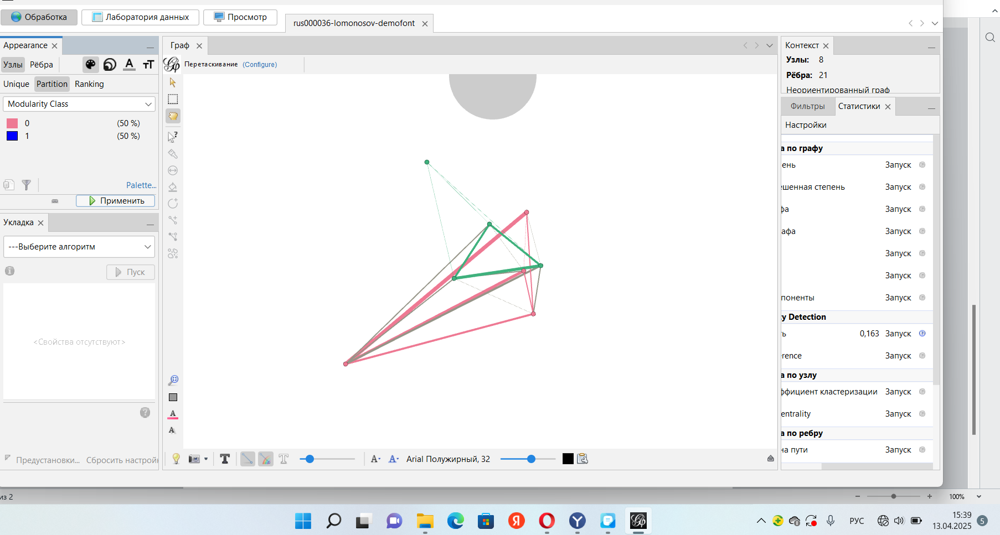 Обработка
Лаборатория данных
Просмотр
rus000036-lomonosov-demofont
Appearance
Узлы
Рёбра
Unique
Partition
Ranking
Modularity Class
0 (50 %)
1 (50 %)
Palette...
Применить
Укладка
---Выберите алгоритм
Пуск
<Свойства отсутствуют>
Предустановки...
Сбросить настройк
Граф
Перетаскивание (Configure)
Arial Полужирный, 32
Контекст
Узлы: 8
Рёбра: 21
Неориентированный граф
Фильтры
Статистики
Настройки
а по графу
ень Запуск
ешенная степень Запуск
фа Запуск
афа Запуск
Запуск
Запуск
поненты Запуск
y Detection
ть 0,163 Запуск
rence Запуск
а по узлу
ффициент кластеризации Запуск
entrality Запуск
а по ребру
на пути Запуск
из 2
100%
РУС
15:39
13.04.2025
5